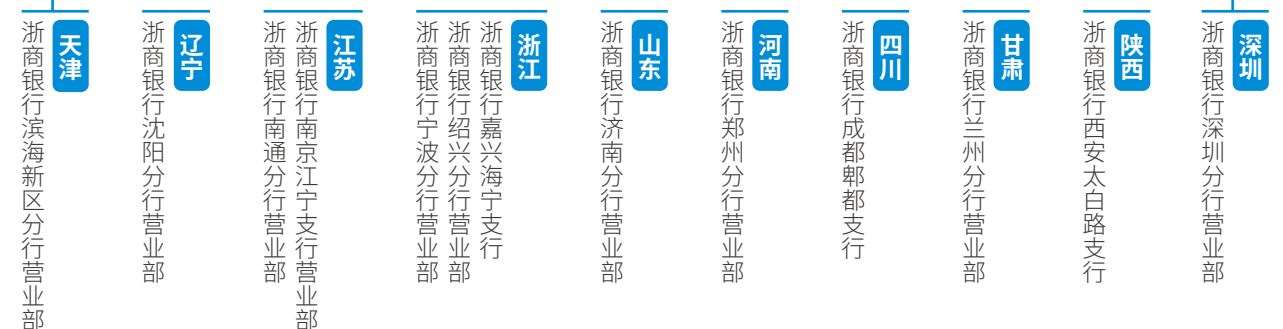 天津
浙商银行滨海新区分行营业部
辽宁
浙商银行沈阳分行营业部
江苏
浙商银行南京江宁支行营业部
浙商银行南通分行营业部
浙江
浙商银行嘉兴海宁支行
浙商银行绍兴分行营业部
浙商银行宁波分行营业部
山东
浙商银行济南分行营业部
河南
浙商银行郑州分行营业部
四川
浙商银行成都郫都支行
甘肃
浙商银行兰州分行营业部
陕西
浙商银行西安太白路支行
深圳
浙商银行深圳分行营业部